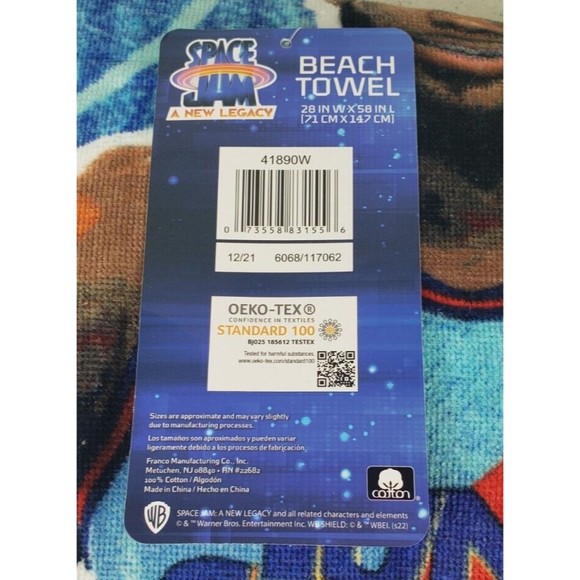 SPACE
JAM
A NEW LEGACY
BEACH
TOWEL
28 IN W X 58 IN L
(71 CM X 147 CM)
41890W
0 73558 83155 6
12/21 6068/117062
OEKO-TEX®
CONFIDENCE IN TEXTILES
STANDARD 100
BJ025 185612 TESTEX
Tested for harmful substances.
www.oeko-tex.com/standard100
Sizes are approximate and may vary slightly
due to manufacturing processes.
Los tamaños son aproximados y pueden variar
ligeramente debido a los procesos de fabricación.
Franco Manufacturing Co., Inc.
Metuchen, NJ 08840 • RN #22682
100% Cotton / Algodón
Made in China / Hecho en China
cotton
WB
SPACE JAM: A NEW LEGACY and all related characters and elements
© & ™ Warner Bros. Entertainment Inc. WB SHIELD: © & ™ WBEI. (s22)